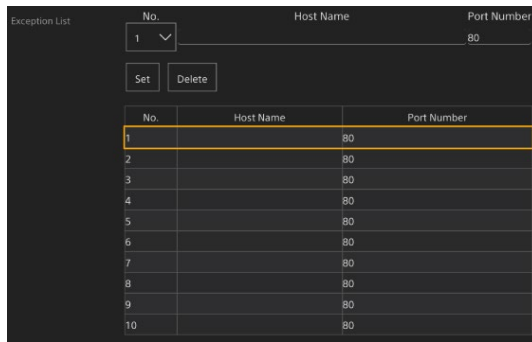 Exception List
No. Host Name Port Number
1 80
Set Delete
No. Host Name Port Number
1 80
2 80
3 80
4 80
5 80
6 80
7 80
8 80
9 80
10 80